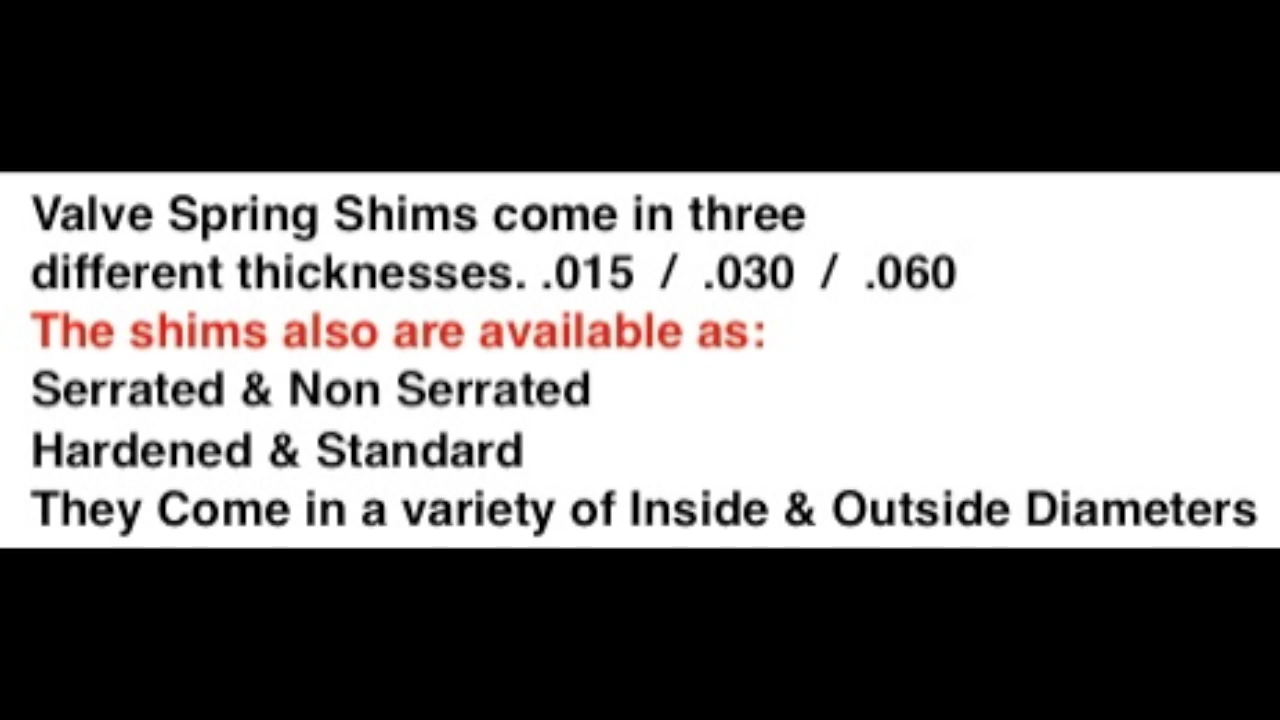 Valve Spring Shims come in three
different thicknesses. .015 / .030 / .060
The shims also are available as:
Serrated & Non Serrated
Hardened & Standard
They Come in a variety of Inside & Outside Diameters